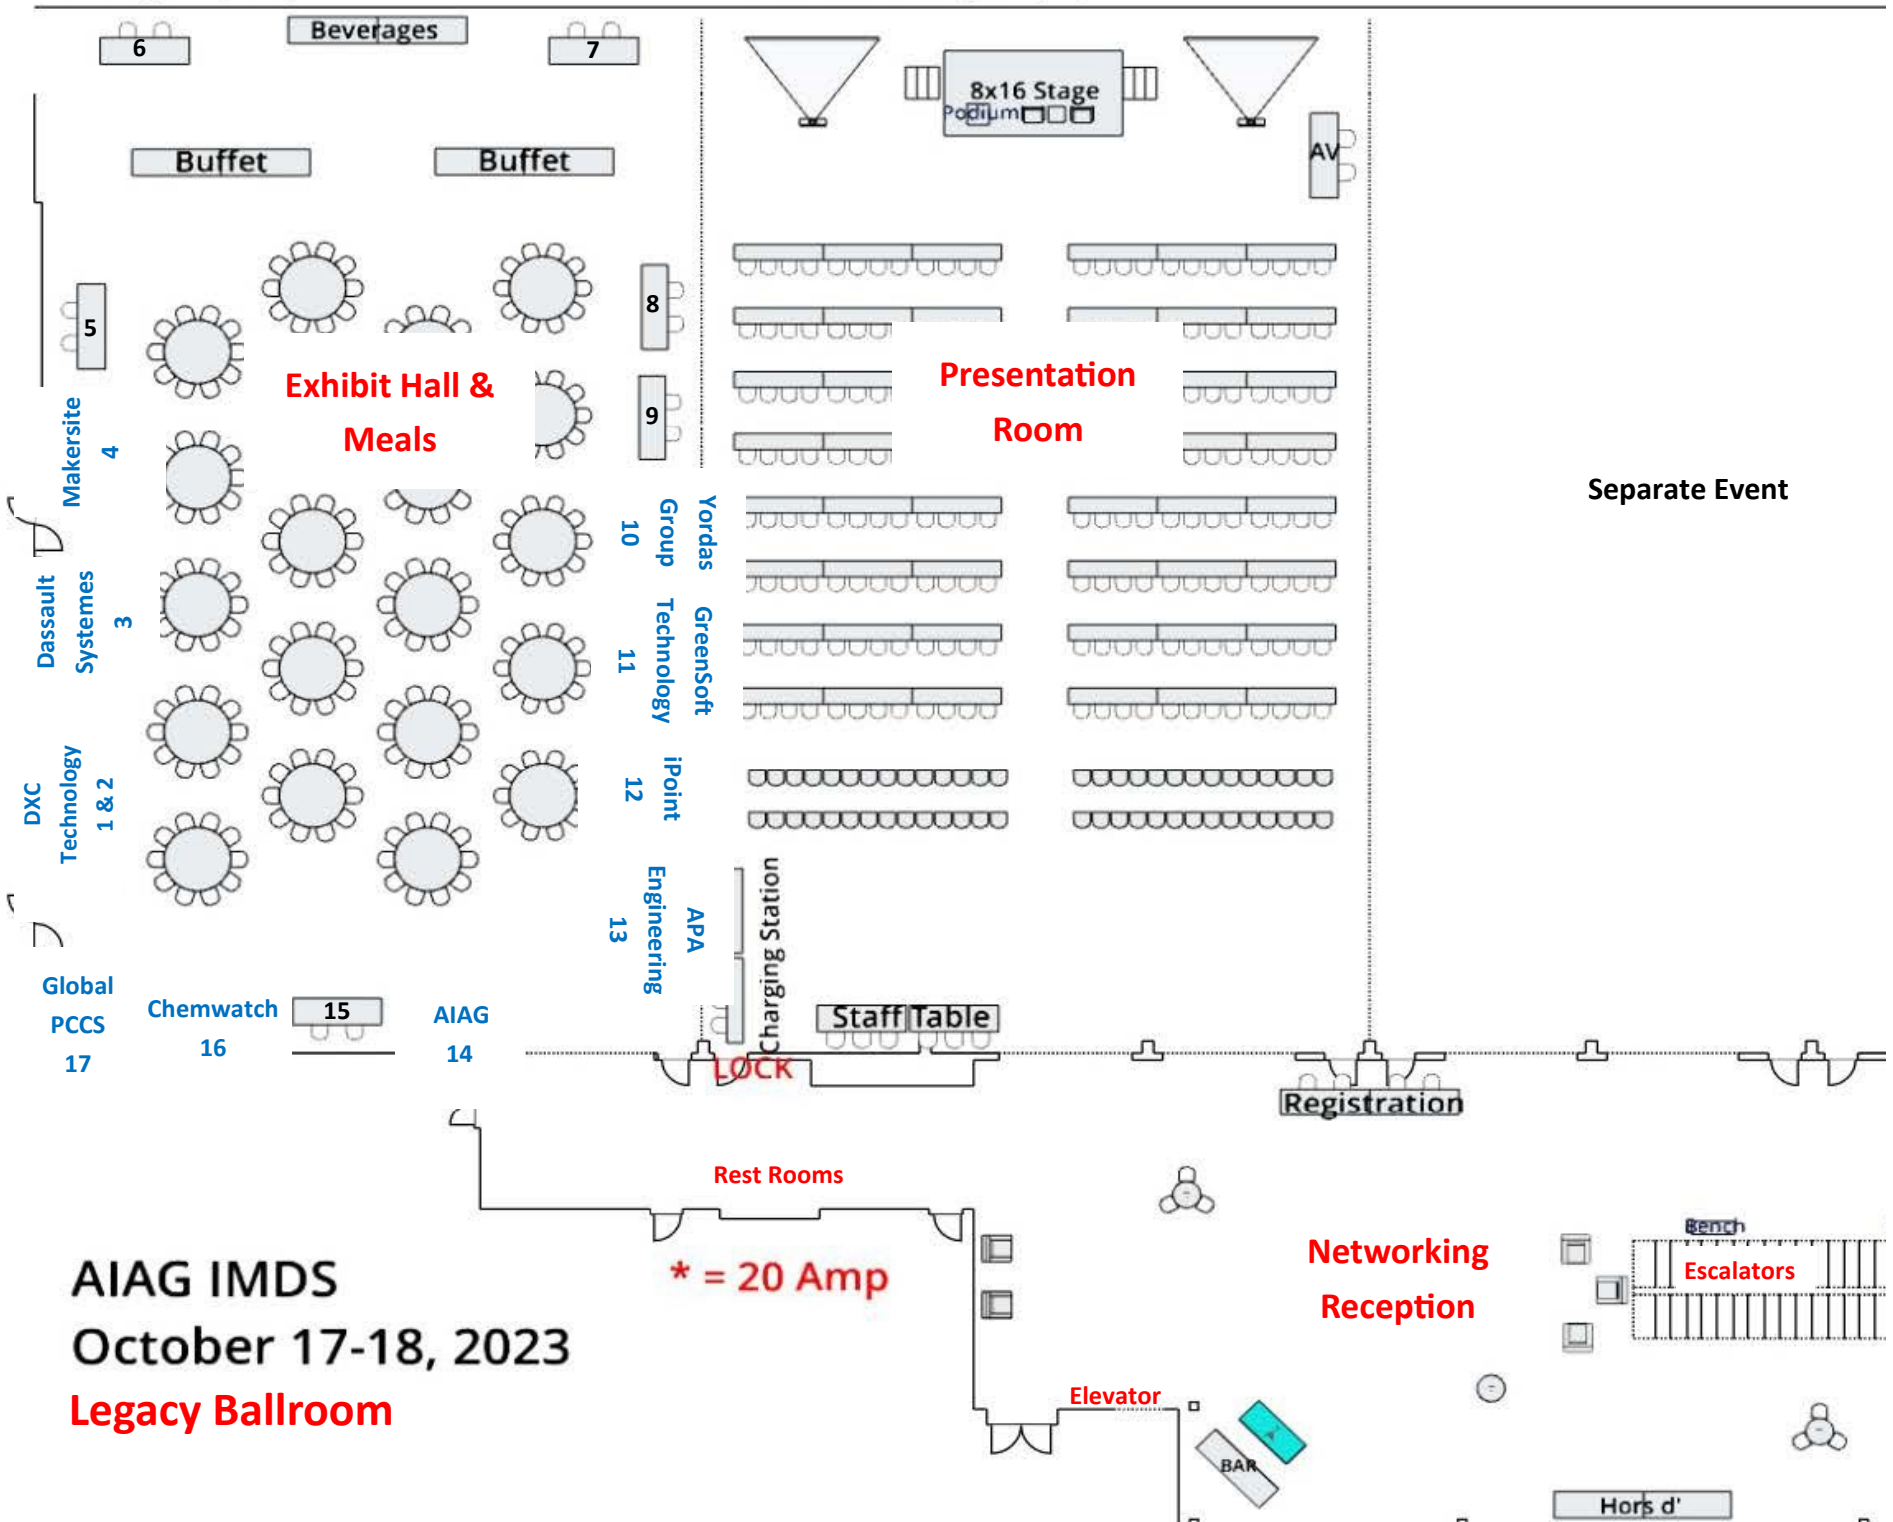 6
Beverages
7
8x16 Stage
Podium
AV
Buffet
Buffet
5
8
9
Exhibit Hall &
Meals
Presentation
Room
Separate Event
Makersite
4
Yordas
Group
10
Dassault
Systemes
3
GreenSoft
Technology
11
DXC
Technology
1 & 2
iPoint
12
APA
Engineering
13
Charging Station
Global
PCCS
17
Chemwatch
16
15
AIAG
14
Staff Table
LOCK
Registration
Rest Rooms
Networking
Reception
Bench
Escalators
* = 20 Amp
AIAG IMDS
October 17-18, 2023
Legacy Ballroom
Elevator
BAR
Hors d'